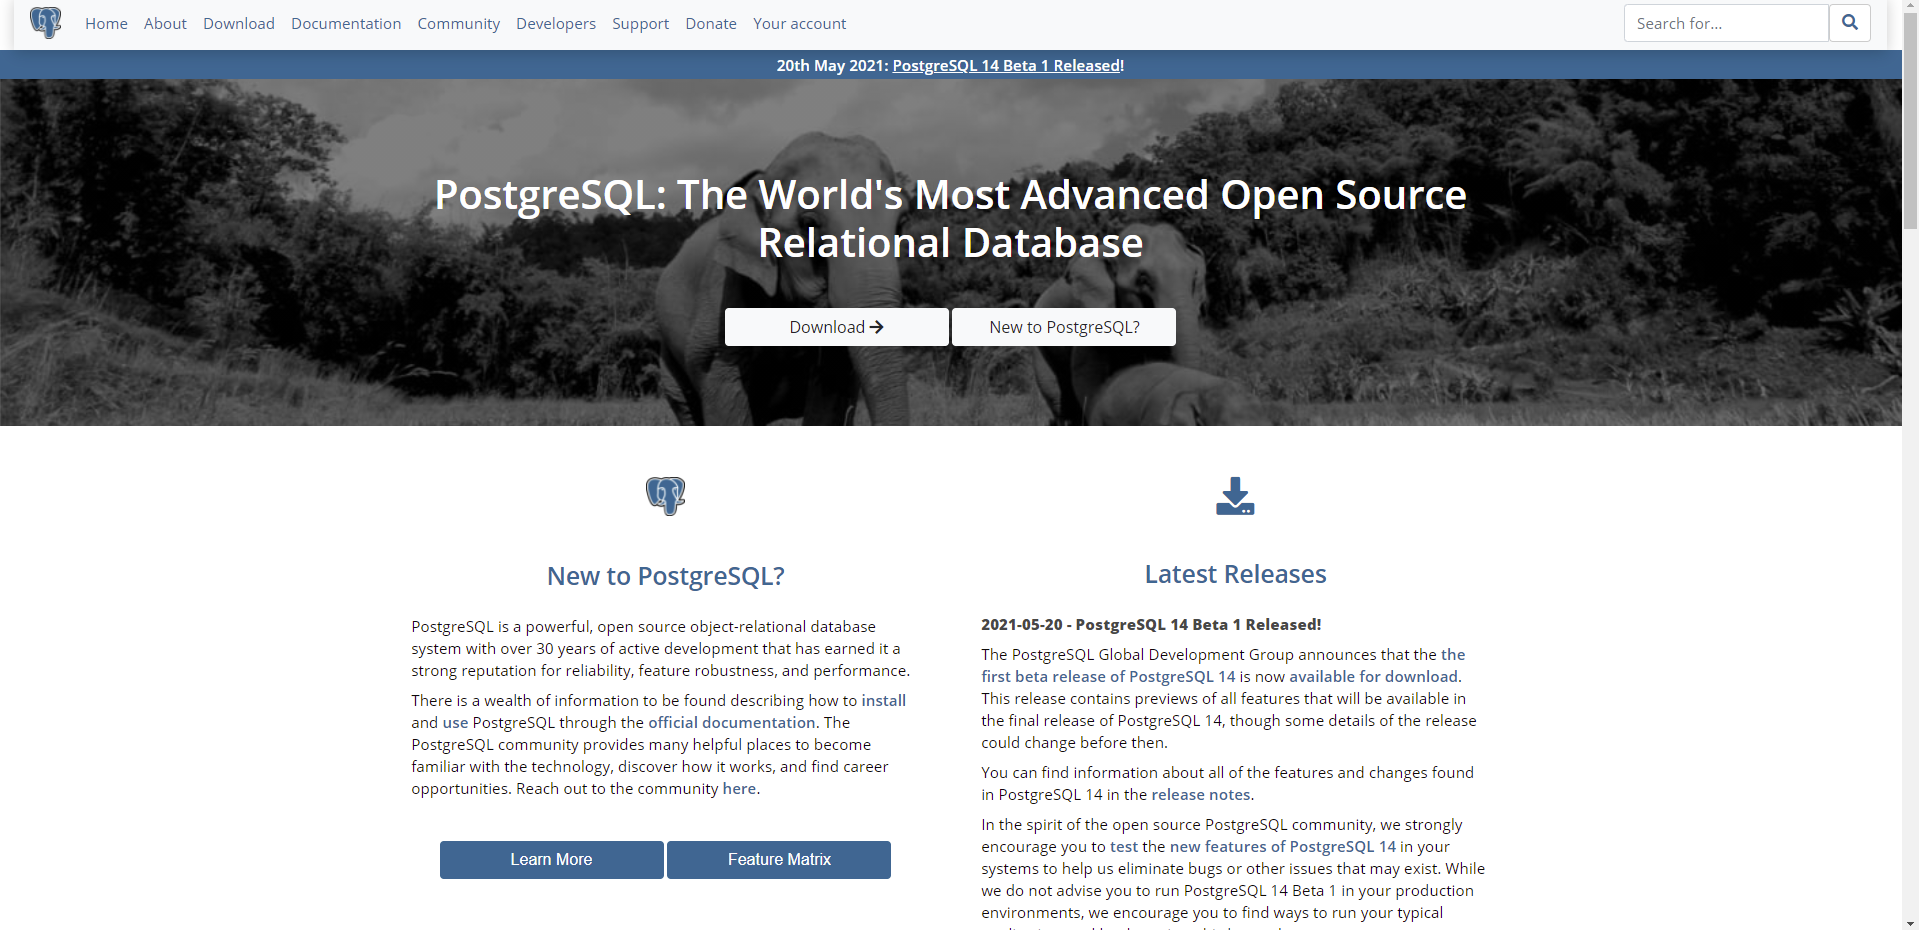 Home About Download Documentation Community Developers Support Donate Your account Search for...
20th May 2021: PostgreSQL 14 Beta 1 Released!
PostgreSQL: The World's Most Advanced Open Source
Relational Database
Download New to PostgreSQL?
New to PostgreSQL?
PostgreSQL is a powerful, open source object-relational database
system with over 30 years of active development that has earned it a
strong reputation for reliability, feature robustness, and performance.
There is a wealth of information to be found describing how to install
and use PostgreSQL through the official documentation. The
PostgreSQL community provides many helpful places to become
familiar with the technology, discover how it works, and find career
opportunities. Reach out to the community here.
Learn More Feature Matrix
Latest Releases
2021-05-20 - PostgreSQL 14 Beta 1 Released!
The PostgreSQL Global Development Group announces that the the
first beta release of PostgreSQL 14 is now available for download.
This release contains previews of all features that will be available in
the final release of PostgreSQL 14, though some details of the release
could change before then.
You can find information about all of the features and changes found
in PostgreSQL 14 in the release notes.
In the spirit of the open source PostgreSQL community, we strongly
encourage you to test the new features of PostgreSQL 14 in your
systems to help us eliminate bugs or other issues that may exist. While
we do not advise you to run PostgreSQL 14 Beta 1 in your production
environments, we encourage you to find ways to run your typical